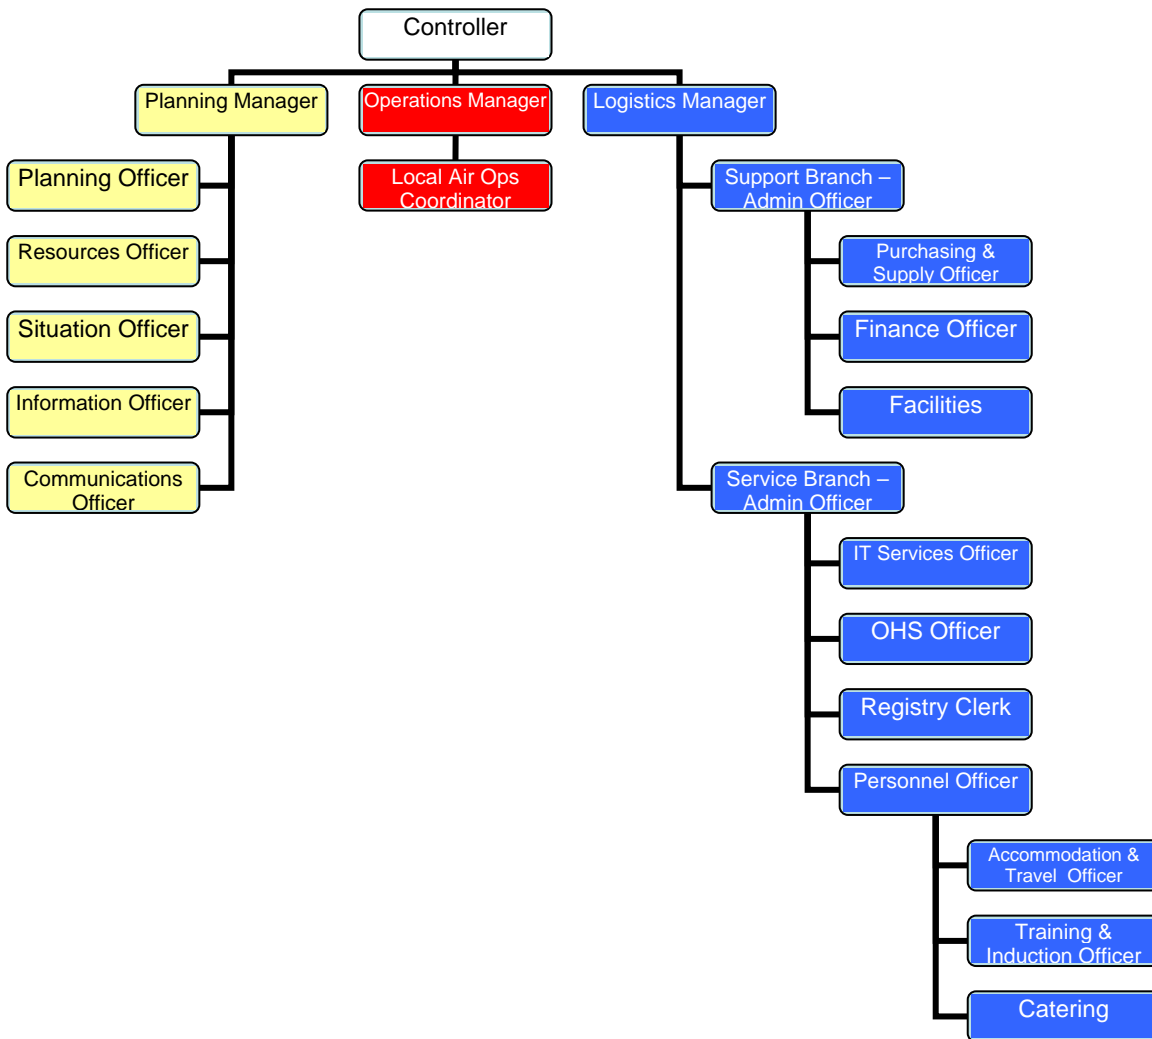 Controller
Planning Manager
Operations Manager
Logistics Manager
Planning Officer
Resources Officer
Situation Officer
Information Officer
Communications
Officer
Local Air Ops
Coordinator
Support Branch –
Admin Officer
Purchasing &
Supply Officer
Finance Officer
Facilities
Service Branch –
Admin Officer
IT Services Officer
OHS Officer
Registry Clerk
Personnel Officer
Accommodation &
Travel Officer
Training &
Induction Officer
Catering